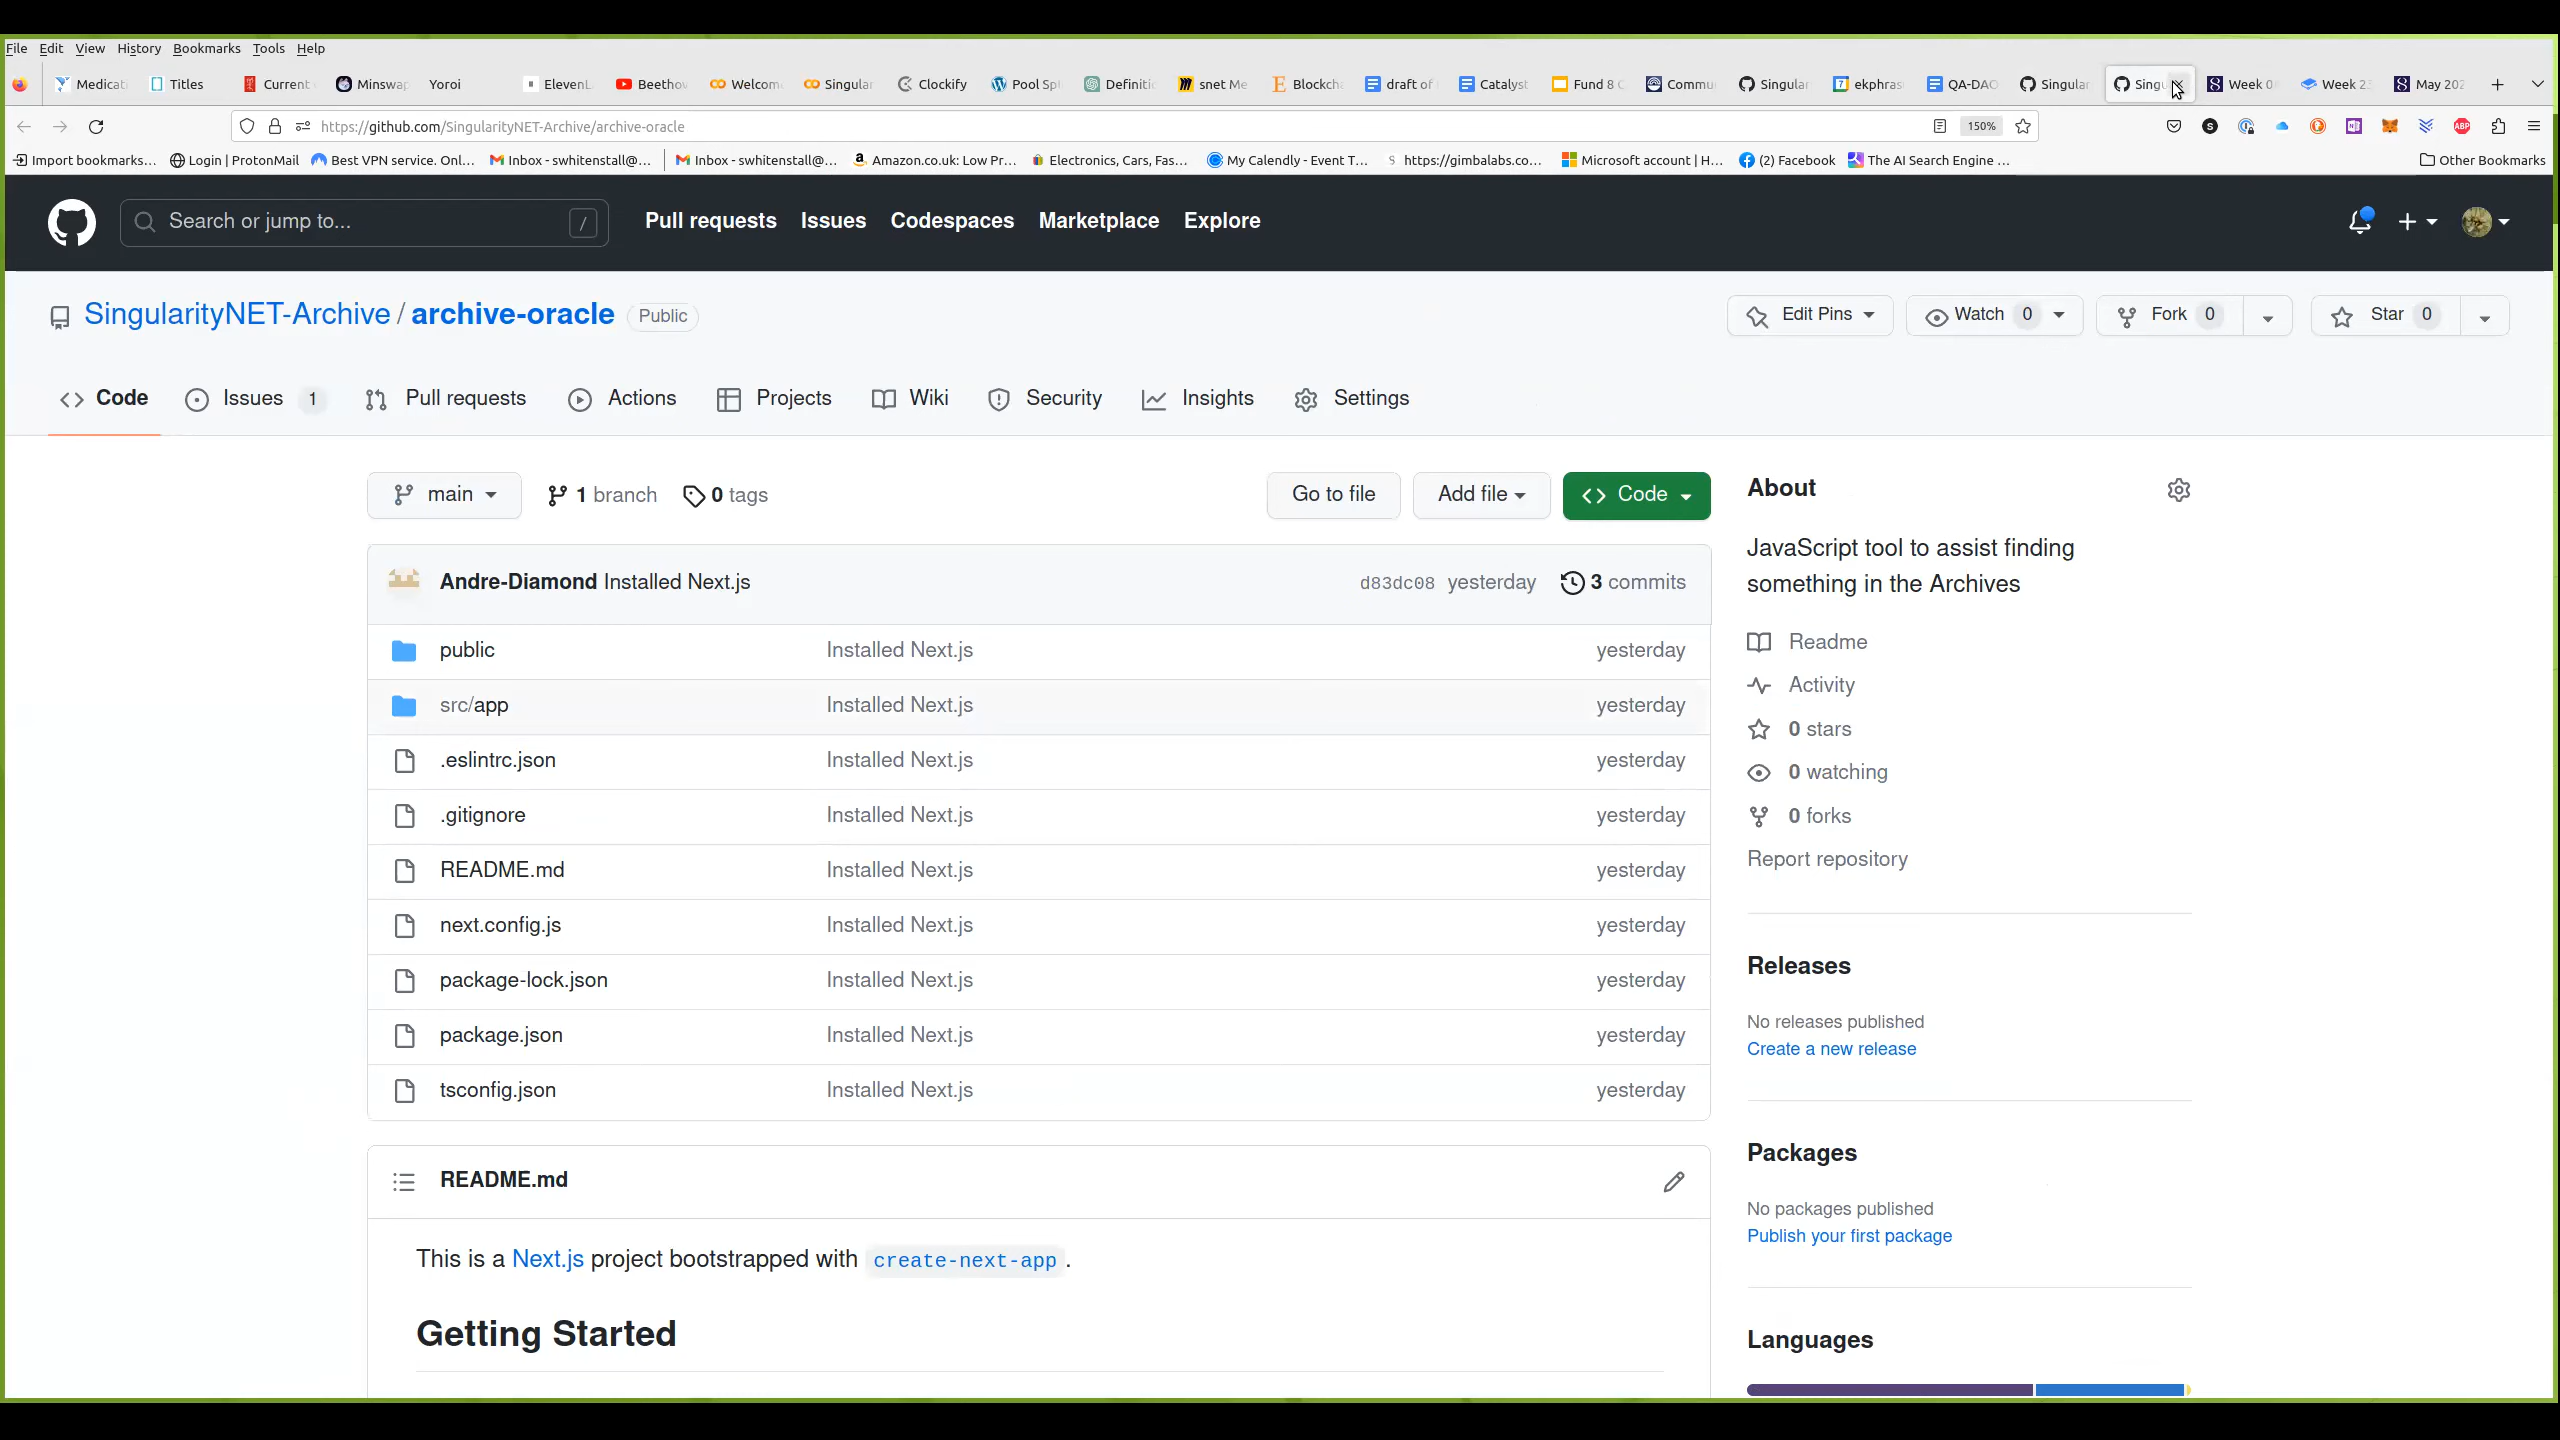 File Edit View History Bookmarks Tools Help
Medicati Titles Current Minswap Yoroi ElevenL Beethov Welcome Singular Clockify Pool Spl Definitic snet Me Blockcha draft of Catalyst Fund 8 C Commu Singular ekphras QA-DAO Singular Singu Week 0 Week 23 May 202
https://github.com/SingularityNET-Archive/archive-oracle 150%
Import bookmarks... Login | ProtonMail Best VPN service. Onl... Inbox - swhitenstall@... Inbox - swhitenstall@... Amazon.co.uk: Low Pr... Electronics, Cars, Fas... My Calendly - Event T... https://gimbalabs.co... Microsoft account | H... (2) Facebook The AI Search Engine ... Other Bookmarks
Search or jump to... / Pull requests Issues Codespaces Marketplace Explore
SingularityNET-Archive / archive-oracle Public Edit Pins Watch 0 Fork 0 Star 0
Code Issues 1 Pull requests Actions Projects Wiki Security Insights Settings
main 1 branch 0 tags Go to file Add file Code
Andre-Diamond Installed Next.js d83dc08 yesterday 3 commits
public Installed Next.js yesterday
src/app Installed Next.js yesterday
.eslintrc.json Installed Next.js yesterday
.gitignore Installed Next.js yesterday
README.md Installed Next.js yesterday
next.config.js Installed Next.js yesterday
package-lock.json Installed Next.js yesterday
package.json Installed Next.js yesterday
tsconfig.json Installed Next.js yesterday
README.md
This is a Next.js project bootstrapped with create-next-app .
Getting Started
About
JavaScript tool to assist finding
something in the Archives
Readme
Activity
0 stars
0 watching
0 forks
Report repository
Releases
No releases published
Create a new release
Packages
No packages published
Publish your first package
Languages